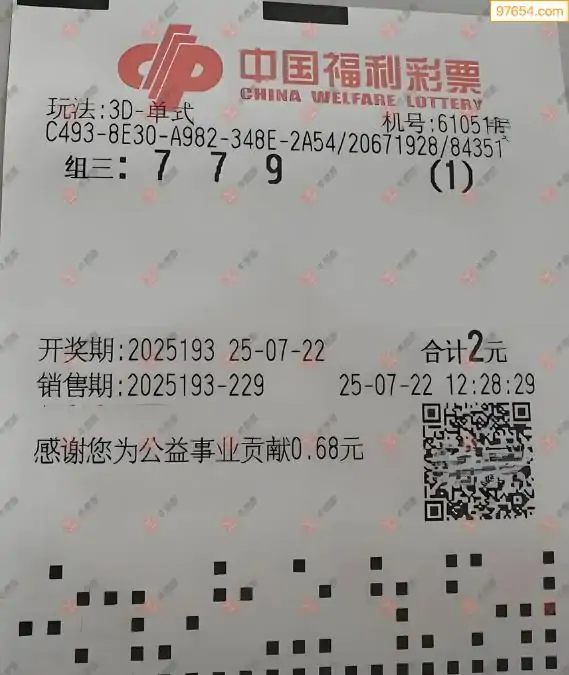 97654.com
中国福利彩票
CHINA WELFARE LOTTERY
玩法:3D-单式 机号:61051
C493-8E30-A982-348E-2A54/20671928/84351
组三: 7 7 9 (1)
开奖期:2025193 25-07-22 合计2元
销售期:2025193-229 25-07-22 12:28:29
感谢您为公益事业贡献0.68元